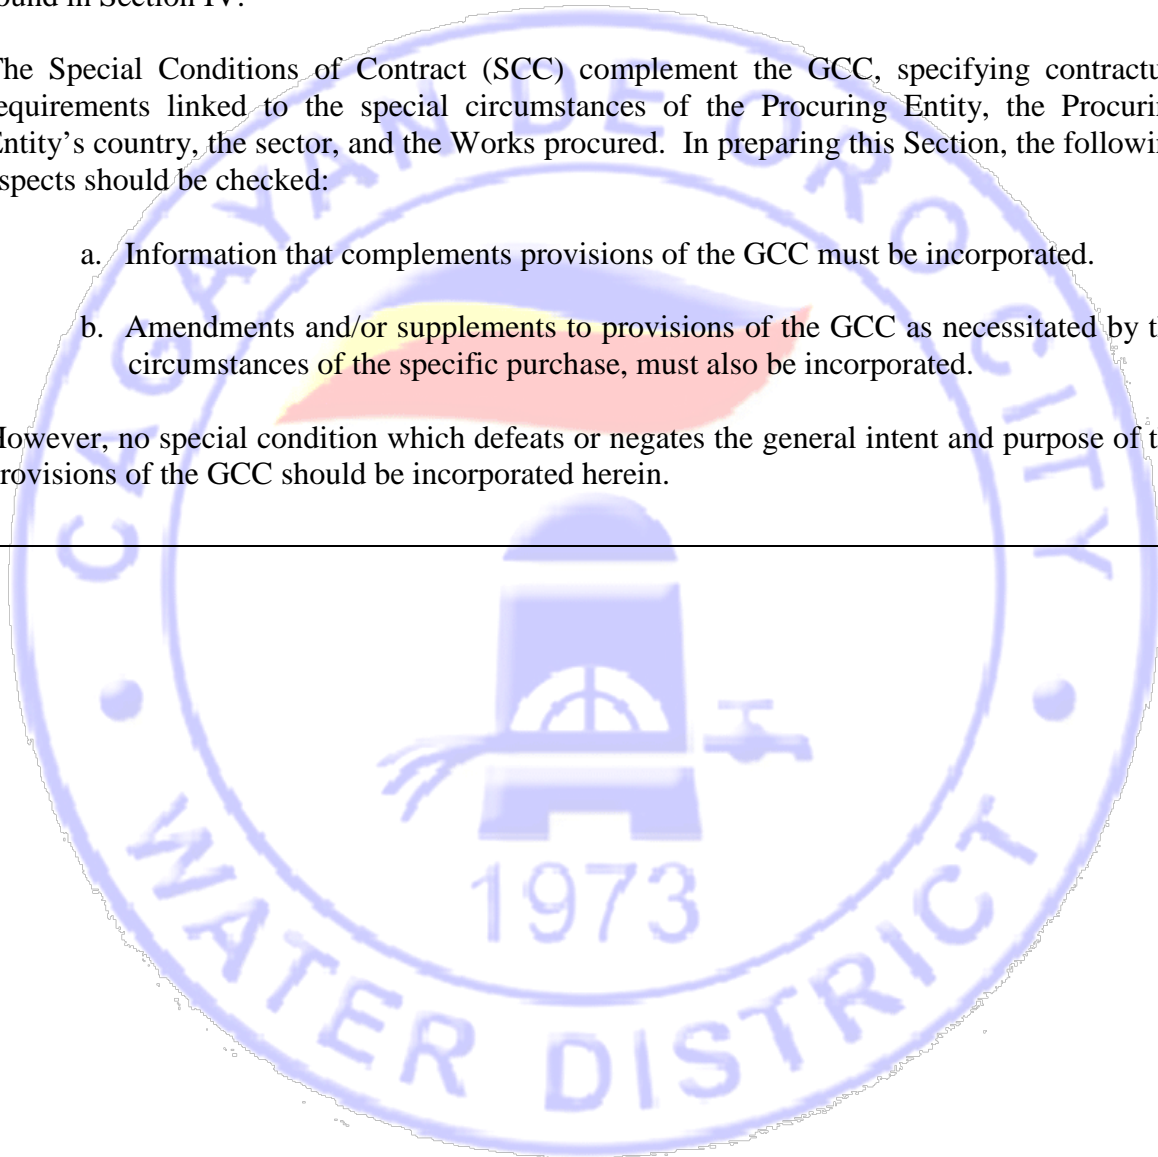 ound in Section IV.
The Special Conditions of Contract (SCC) complement the GCC, specifying contractu
equirements linked to the special circumstances of the Procuring Entity, the Procurin
Entity's country, the sector, and the Works procured. In preparing this Section, the followin
spects should be checked:
a. Information that complements provisions of the GCC must be incorporated.
b. Amendments and/or supplements to provisions of the GCC as necessitated by th
circumstances of the specific purchase, must also be incorporated.
However, no special condition which defeats or negates the general intent and purpose of th
rovisions of the GCC should be incorporated herein.
CAGAYAN DE ORO CITY
1973
WATER DISTRICT